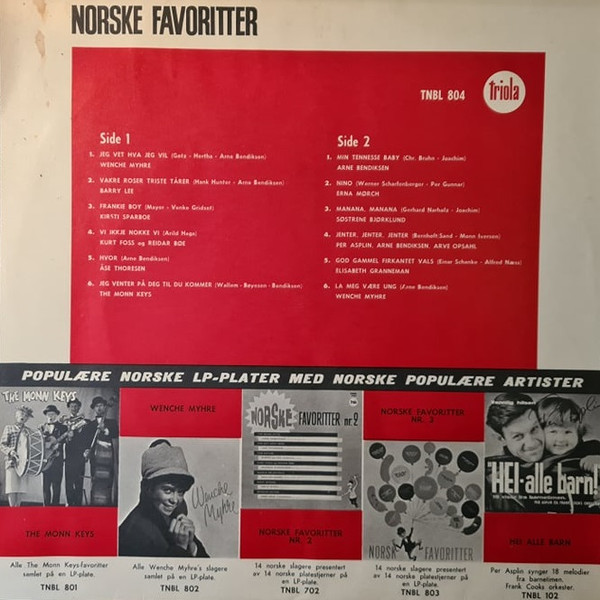 NORSKE FAVORITTER
TNBL 804
triola
Side 1
1. JEG VET HVA JEG VIL (Götz - Hertha - Arne Bendiksen)
WENCHE MYHRE
2. VAKRE ROSER TRISTE TÅRER (Hank Hunter - Arne Bendiksen)
BARRY LEE
3. FRANKIE BOY (Mayer - Vanko Gridset)
KIRSTI SPARBOE
4. VI IKKJE NOKKE VI (Arild Haga)
KURT FOSS og REIDAR BØE
5. HVOR (Arne Bendiksen)
ÅSE THORESEN
6. JEG VENTER PÅ DEG TIL DU KOMMER (Wallem - Bøyesen - Bendiksen)
THE MONN KEYS
Side 2
1. MIN TENNESSE BABY (Chr. Bruhn - Joachim)
ARNE BENDIKSEN
2. NINO (Werner Scharfenberger - Per Gunnar)
ERNA MØRCH
3. MANANA, MANANA (Gerhard Narholz - Joachim)
SØSTRENE BJØRKLUND
4. JENTER, JENTER, JENTER
PER ASPLIN, ARNE BENDIKSEN, ARVE OPSAHL
5. GOD GAMMEL FIRKANTET VALS (Einar Schanke - Alfred Næss)
ELISABETH GRANNEMAN
6. LA MEG VÆRE UNG (Arne Bendiksen)
WENCHE MYHRE
POPULÆRE NORSKE LP-PLATER MED NORSKE POPULÆRE ARTISTER
THE MONN KEYS
THE MONN KEYS
Alle The Monn Keys-favoritter
samlet på en LP-plate.
TNBL 801
WENCHE MYHRE
Wenche
Myhre
Alle Wenche Myhre's slagere
samlet på en LP-plate.
TNBL 802
NORSKE
FAVORITTER nr. 2
NORSKE FAVORITTER
NR. 2
14 norske slagere presentert
av 14 norske platestjerner på
en LP-plate.
TNBL 702
NORSKE FAVORITTER
NR. 3
NORSK FAVORITTER
14 norske slagere presentert
av 14 norske platestjerner på
en LP-plate.
TNBL 803
"HEI - alle barn!
HEI ALLE BARN
Per Asplin synger 18 melodier
fra barnetimen.
Frank Cooks orkester.
TNBL 102